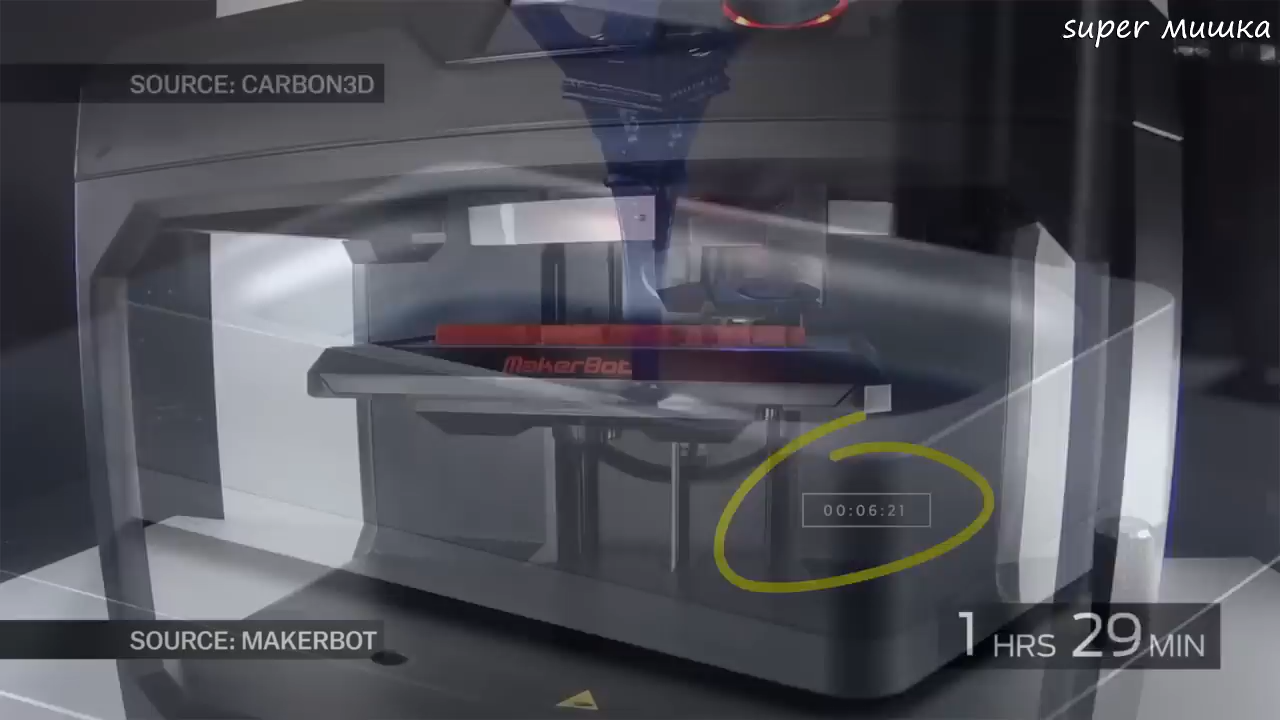 super мишка
SOURCE: CARBON3D
MakerBot
00:06:21
SOURCE: MAKERBOT
1 HRS 29 MIN